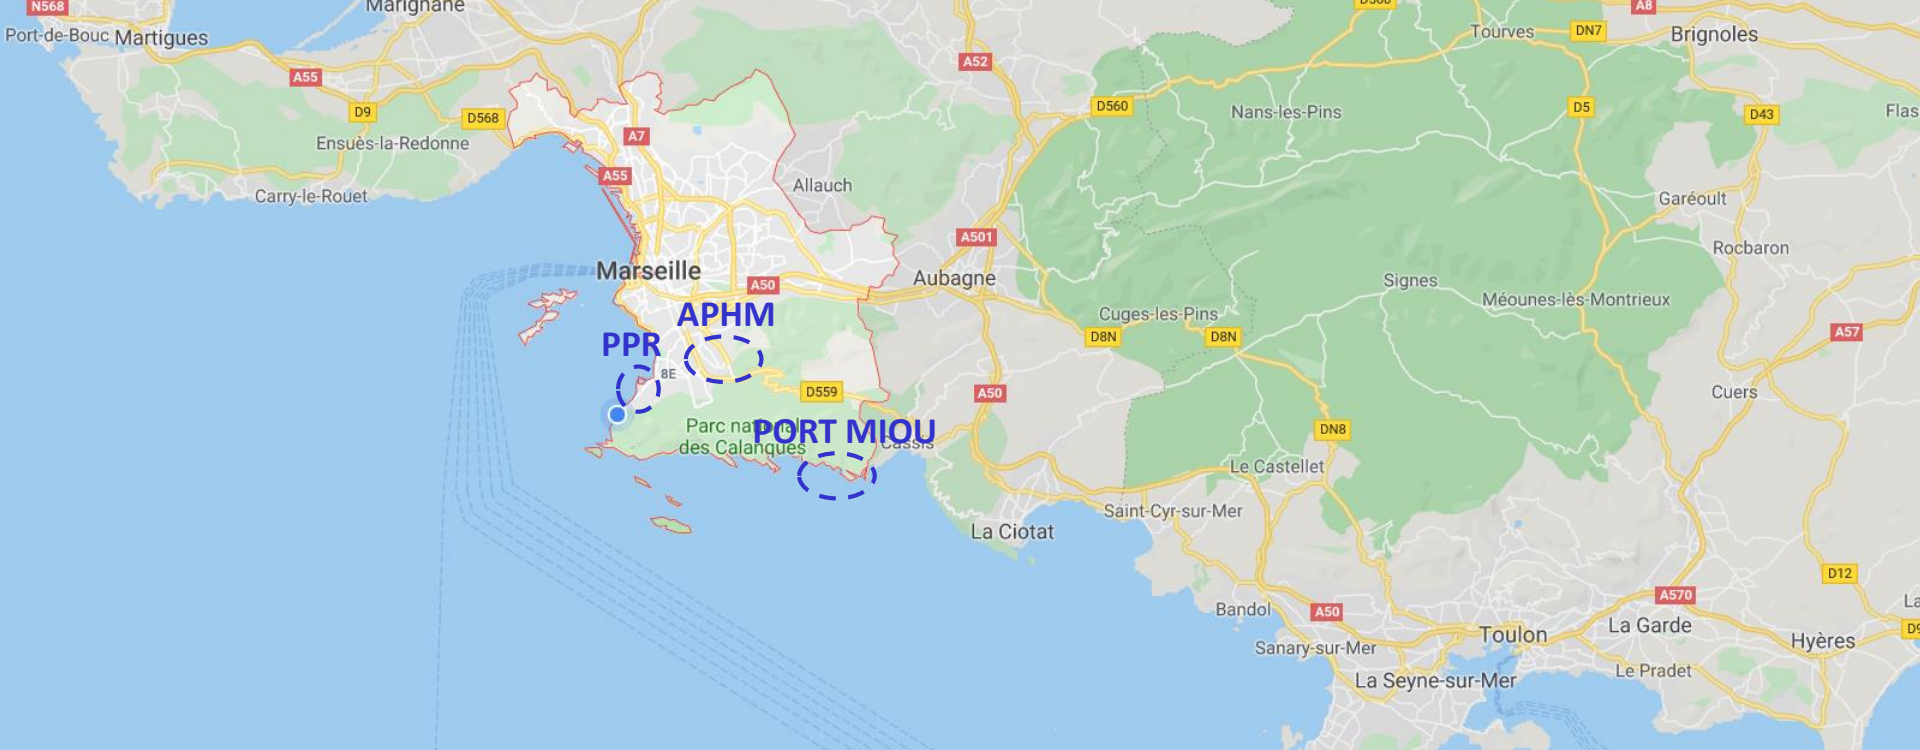 N568
Marignane
D560
A8
Port-de-Bouc
Martigues
Tourves
DN7
Brignoles
A52
A55
D9
D568
D560
Nans-les-Pins
D5
D43
Flas
Ensuès-la-Redonne
A7
A55
Carry-le-Rouet
Allauch
Garéoult
A501
Rocbaron
Marseille
Aubagne
A50
Signes
Méounes-lès-Montrieux
APHM
Cuges-les-Pins
PPR
D8N
D8N
A57
8E
D559
A50
Cuers
Parc national
des Calanques
PORT MIOU
Cassis
DN8
Le Castellet
Saint-Cyr-sur-Mer
La Ciotat
D12
Bandol
A50
A570
La
La Garde
D9
Toulon
Hyères
Sanary-sur-Mer
Le Pradet
La Seyne-sur-Mer